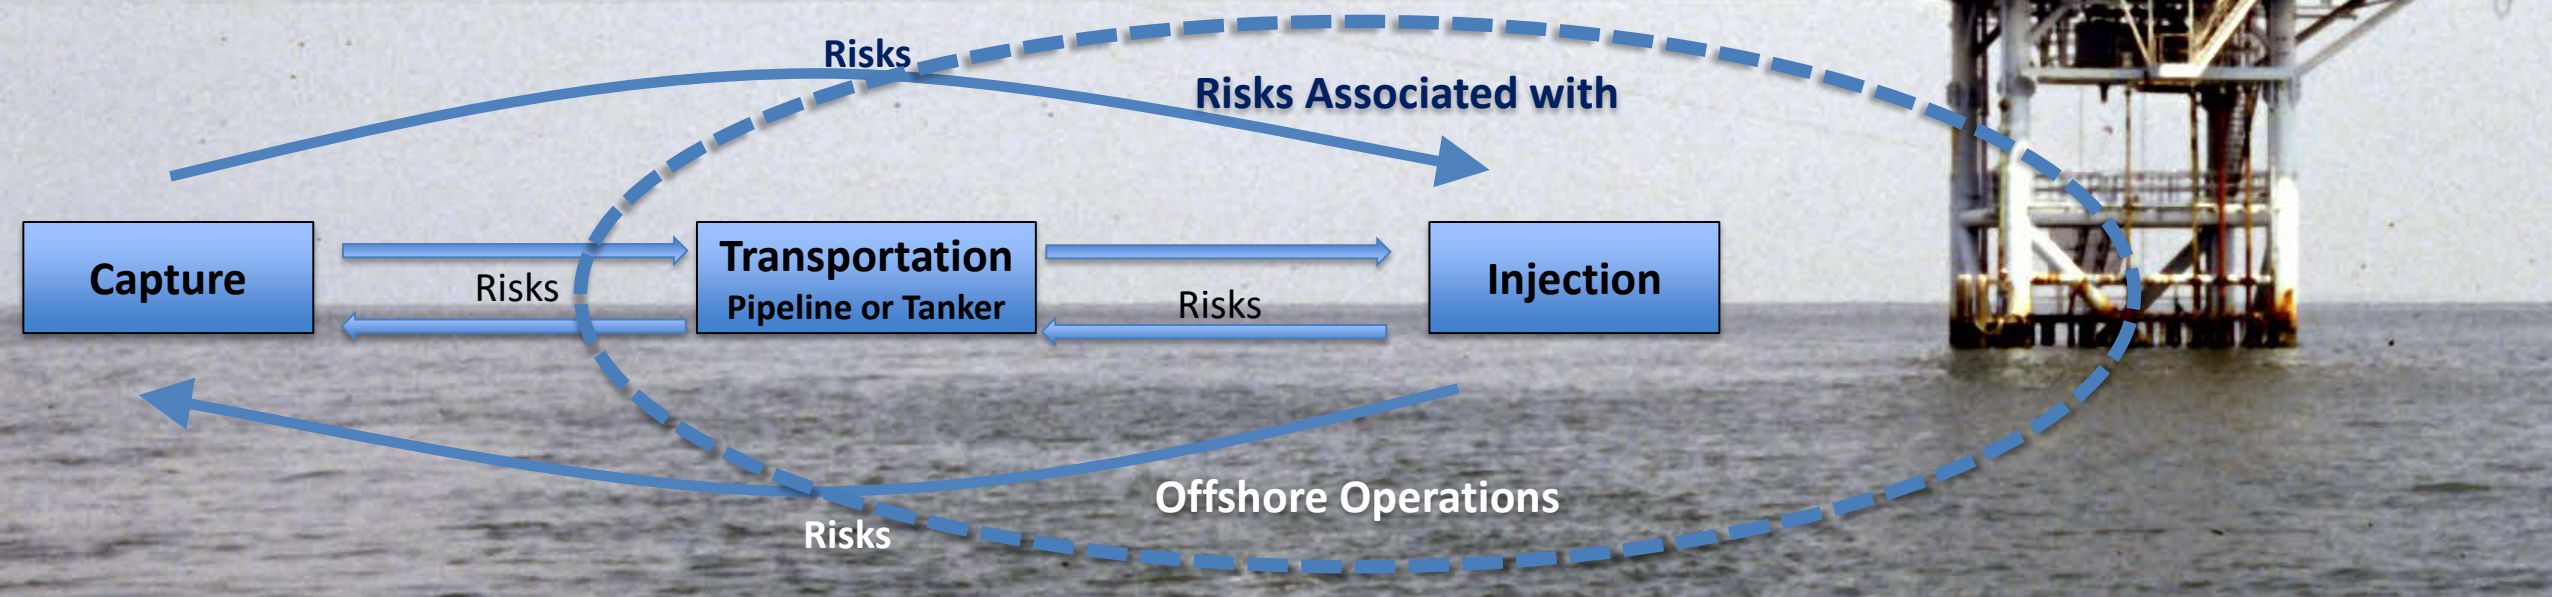 Risks
Risks Associated with
Capture
Risks
Transportation
Pipeline or Tanker
Risks
Injection
Offshore Operations
Risks